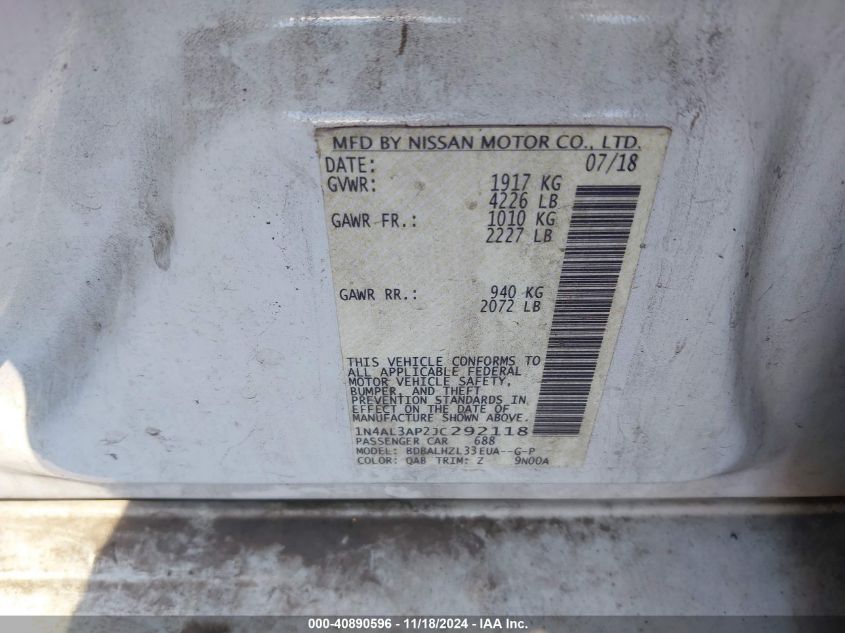 MFD BY NISSAN MOTOR CO., LTD.
DATE: 07/18
GVWR: 1917 KG
4226 LB
GAWR FR.: 1010 KG
2227 LB
GAWR RR.: 940 KG
2072 LB
THIS VEHICLE CONFORMS TO
ALL APPLICABLE FEDERAL
MOTOR VEHICLE SAFETY,
BUMPER, AND THEFT
PREVENTION STANDARDS IN
EFFECT ON THE DATE OF
MANUFACTURE SHOWN ABOVE.
1N4AL3AP2JC292118
PASSENGER CAR 688
MODEL: BDBALHZL33EUA--G-P
COLOR: QAB TRIM: Z 9N00A
000-40890596 - 11/18/2024 - IAA Inc.